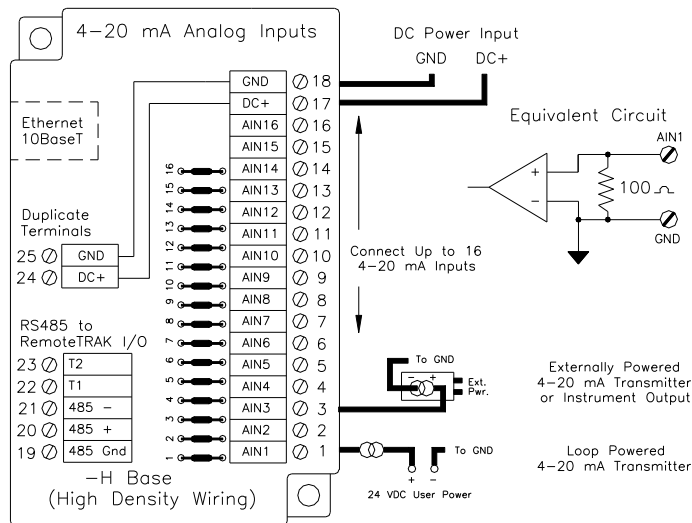 4-20 mA Analog Inputs
DC Power Input
GND DC+
GND 18
DC+ 17
AIN16 16
AIN15 15
AIN14 14
AIN13 13
AIN12 12
AIN11 11
AIN10 10
AIN9 9
AIN8 8
AIN7 7
AIN6 6
AIN5 5
AIN4 4
AIN3 3
AIN2 2
AIN1 1
16
15
14
13
12
11
10
9
8
7
6
5
4
3
2
1
Ethernet
10BaseT
Duplicate
Terminals
25 GND
24 DC+
RS485 to
RemoteTRAK I/O
23 T2
22 T1
21 485 -
20 485 +
19 485 Gnd
-H Base
(High Density Wiring)
Connect Up to 16
4-20 mA Inputs
Equivalent Circuit
AIN1
+
-
100 Ω
GND
To GND
- +
Ext.
Pwr.
Externally Powered
4-20 mA Transmitter
or Instrument Output
To GND
+ -
24 VDC User Power
Loop Powered
4-20 mA Transmitter